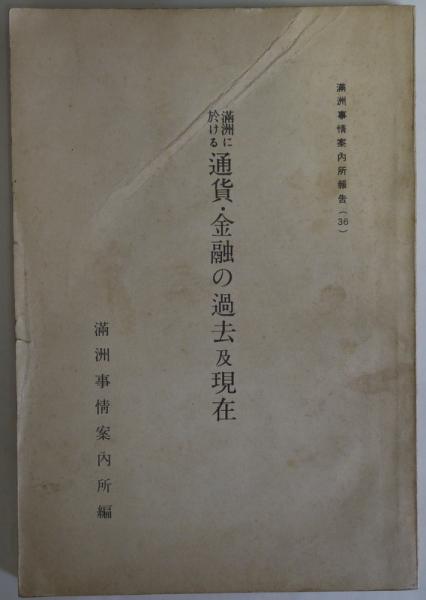 滿洲事情案内所報告(36)
滿洲に於ける通貨・金融の過去及現在
滿洲事情案內所編